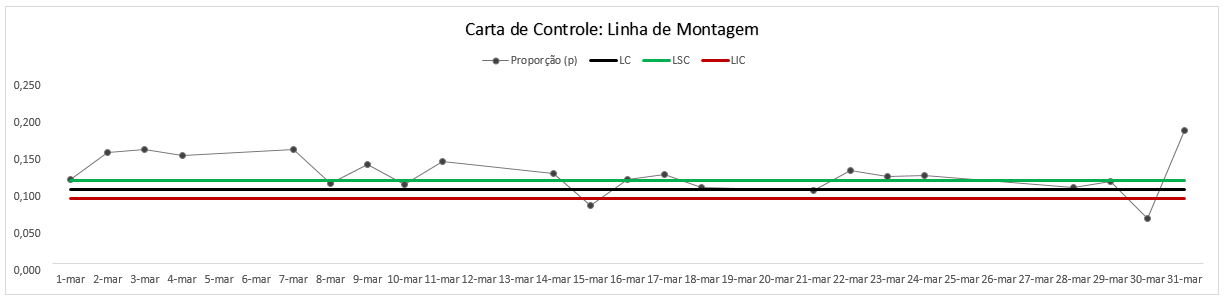 Carta de Controle: Linha de Montagem
Proporção (p) LC LSC LIC
0,250
0,200
0,150
0,100
0,050
0,000
1-mar 2-mar 3-mar 4-mar 5-mar 6-mar 7-mar 8-mar 9-mar 10-mar 11-mar 12-mar 13-mar 14-mar 15-mar 16-mar 17-mar 18-mar 19-mar 20-mar 21-mar 22-mar 23-mar 24-mar 25-mar 26-mar 27-mar 28-mar 29-mar 30-mar 31-mar